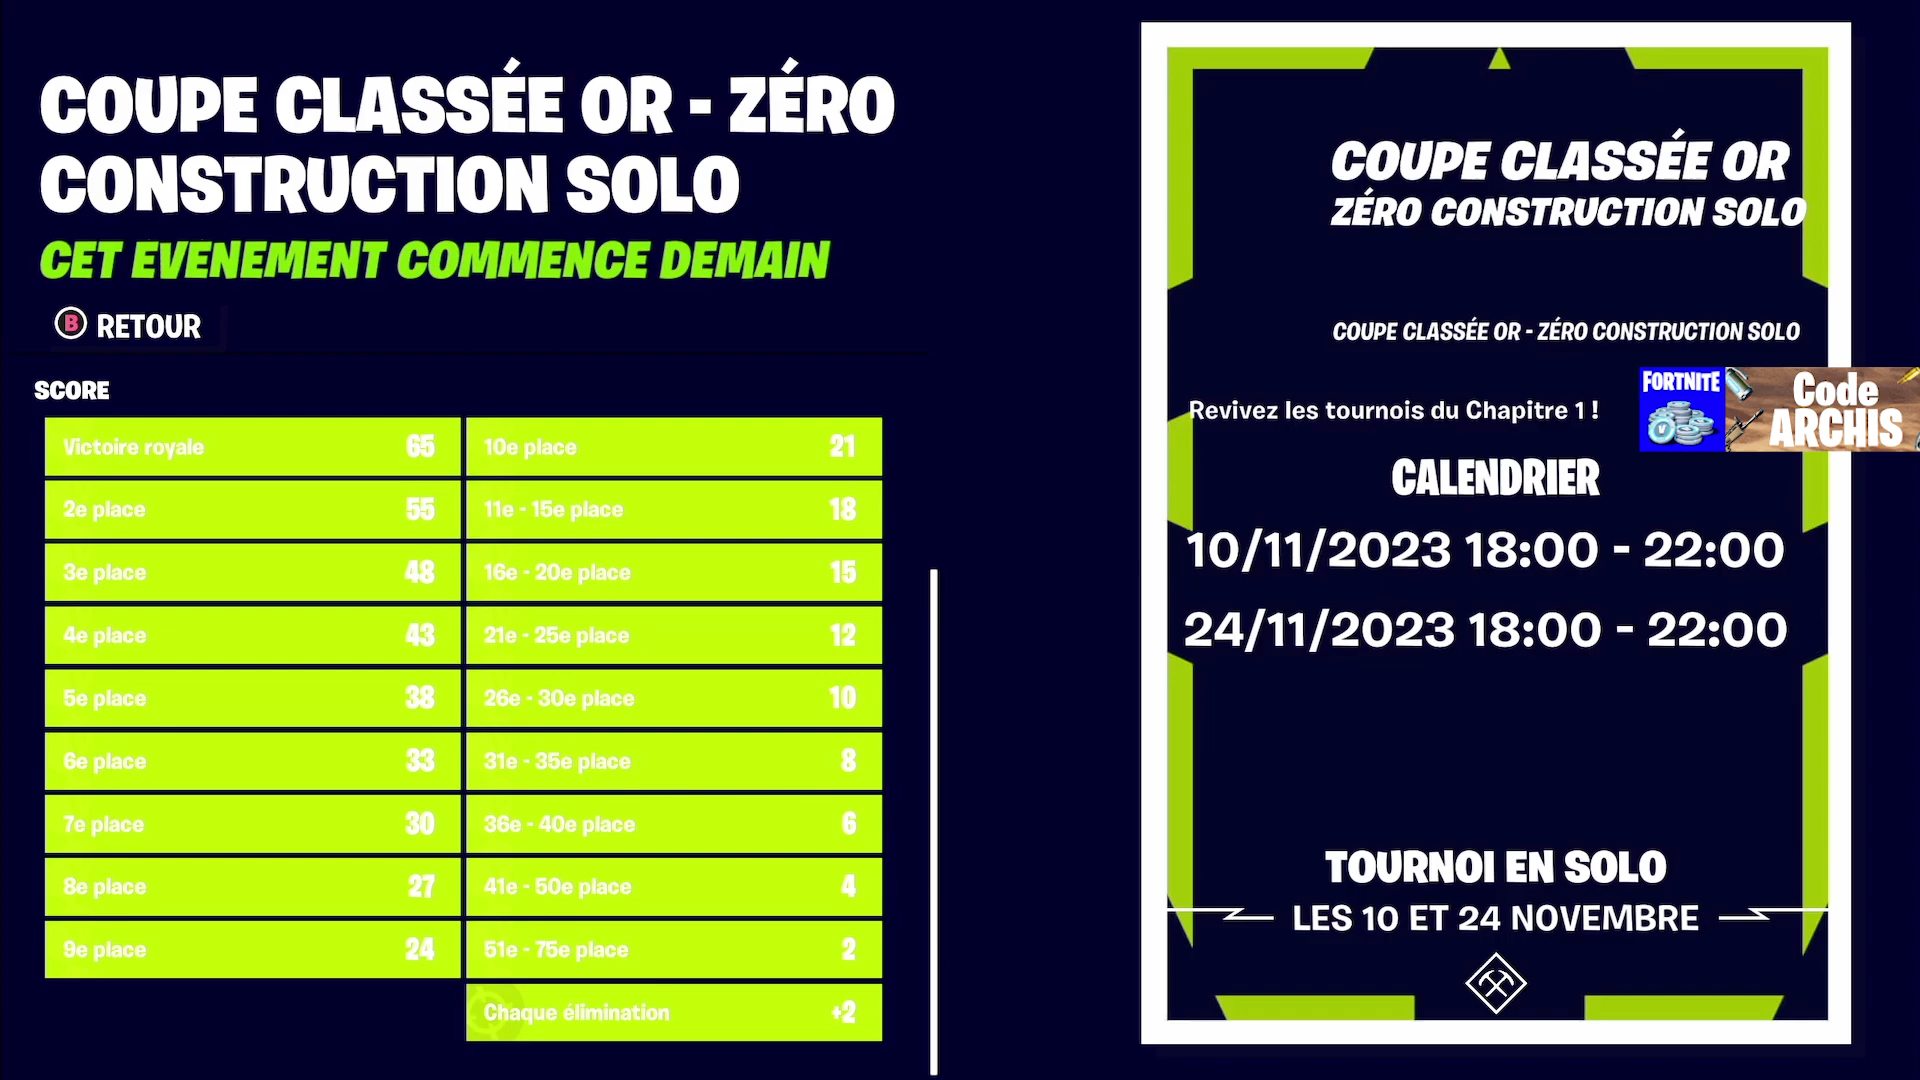 COUPE CLASSÉE OR - ZÉRO
CONSTRUCTION SOLO
CET EVENEMENT COMMENCE DEMAIN
B RETOUR
SCORE
Victoire royale 65
2e place 55
3e place 48
4e place 43
5e place 38
6e place 33
7e place 30
8e place 27
9e place 24
10e place 21
11e - 15e place 18
16e - 20e place 15
21e - 25e place 12
26e - 30e place 10
31e - 35e place 8
36e - 40e place 6
41e - 50e place 4
51e - 75e place 2
Chaque élimination +2
COUPE CLASSÉE OR
ZÉRO CONSTRUCTION SOLO
COUPE CLASSÉE OR - ZÉRO CONSTRUCTION SOLO
Revivez les tournois du Chapitre 1 !
FORTNITE
V
Code
ARCHIS
CALENDRIER
10/11/2023 18:00 - 22:00
24/11/2023 18:00 - 22:00
TOURNOI EN SOLO
LES 10 ET 24 NOVEMBRE